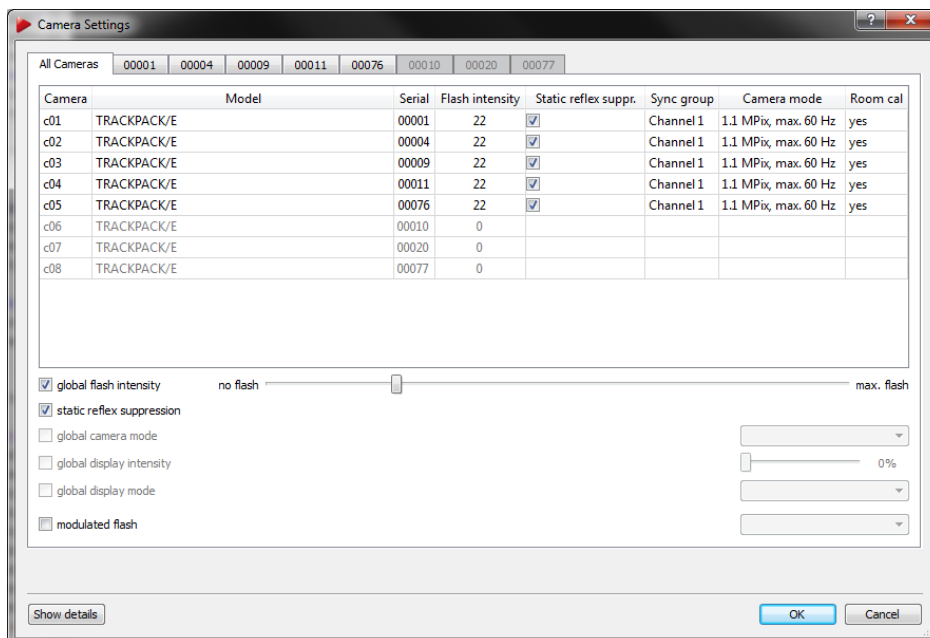 Camera Settings ? X
All Cameras 00001 00004 00009 00011 00076 00010 00020 00077
Camera Model Serial Flash intensity Static reflex suppr. Sync group Camera mode Room cal
c01 TRACKPACK/E 00001 22 Channel 1 1.1 MPix, max. 60 Hz yes
c02 TRACKPACK/E 00004 22 Channel 1 1.1 MPix, max. 60 Hz yes
c03 TRACKPACK/E 00009 22 Channel 1 1.1 MPix, max. 60 Hz yes
c04 TRACKPACK/E 00011 22 Channel 1 1.1 MPix, max. 60 Hz yes
c05 TRACKPACK/E 00076 22 Channel 1 1.1 MPix, max. 60 Hz yes
c06 TRACKPACK/E 00010 0
c07 TRACKPACK/E 00020 0
c08 TRACKPACK/E 00077 0
global flash intensity no flash max. flash
static reflex suppression
global camera mode
global display intensity 0%
global display mode
modulated flash
Show details OK Cancel